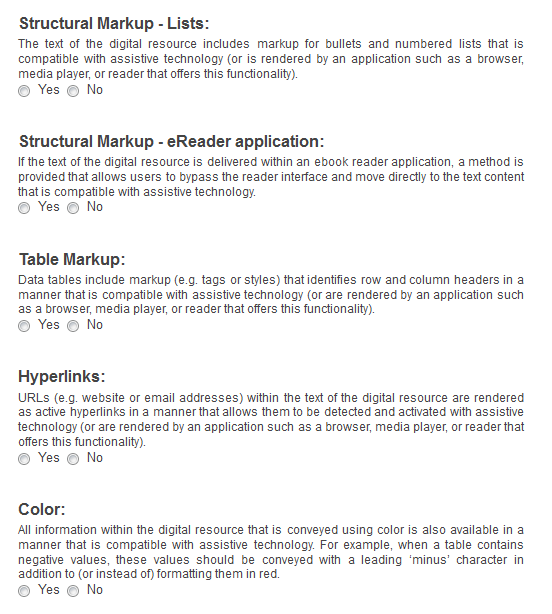 Structural Markup - Lists:
The text of the digital resource includes markup for bullets and numbered lists that is
compatible with assistive technology (or is rendered by an application such as a browser,
media player, or reader that offers this functionality).
Yes No
Structural Markup - eReader application:
If the text of the digital resource is delivered within an ebook reader application, a method is
provided that allows users to bypass the reader interface and move directly to the text content
that is compatible with assistive technology.
Yes No
Table Markup:
Data tables include markup (e.g. tags or styles) that identifies row and column headers in a
manner that is compatible with assistive technology (or are rendered by an application such
as a browser, media player, or reader that offers this functionality).
Yes No
Hyperlinks:
URLs (e.g. website or email addresses) within the text of the digital resource are rendered
as active hyperlinks in a manner that allows them to be detected and activated with assistive
technology (or are rendered by an application such as a browser, media player, or reader that
offers this functionality).
Yes No
Color:
All information within the digital resource that is conveyed using color is also available in a
manner that is compatible with assistive technology. For example, when a table contains
negative values, these values should be conveyed with a leading ‘minus’ character in
addition to (or instead of) formatting them in red.
Yes No